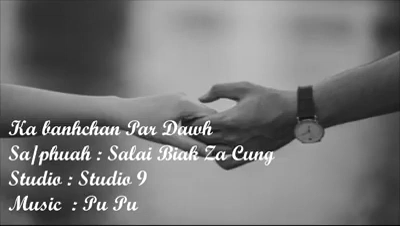 Ka banhchan Par Dawh
Sa/phuah : Salai Biak Za Cung
Studio : Studio 9
Music : Pu Pu